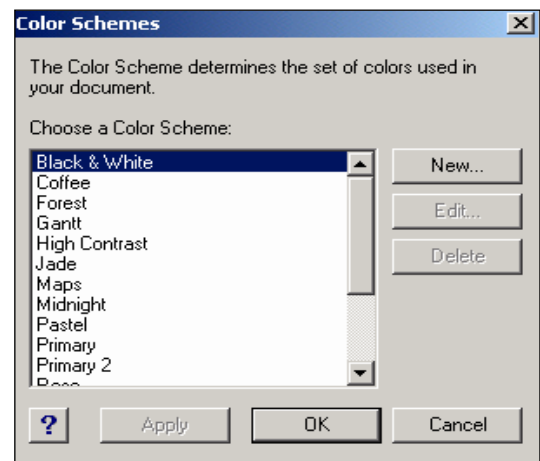 Color Schemes
The Color Scheme determines the set of colors used in
your document.
Choose a Color Scheme:
Black & White
Coffee
Forest
Gantt
High Contrast
Jade
Maps
Midnight
Pastel
Primary
Primary 2
New...
Edit...
Delete
?
Apply
OK
Cancel